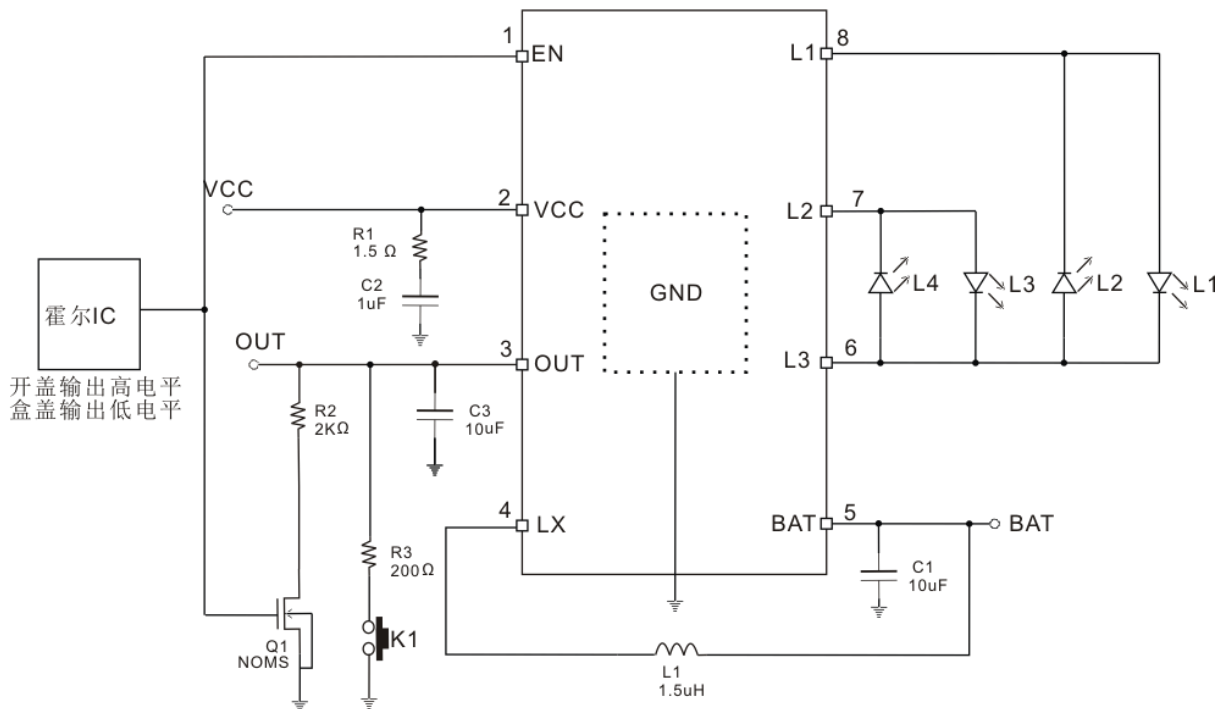 1
EN
VCC
2
VCC
R1
1.5 Ω
C2
1uF
霍尔IC
开盖输出高电平
盒盖输出低电平
OUT
3
OUT
R2
2KΩ
C3
10uF
4
LX
R3
200Ω
Q1
NOMS
K1
GND
8
L1
7
L2
L4
L3
L2
L1
6
L3
5
BAT
BAT
C1
10uF
L1
1.5uH